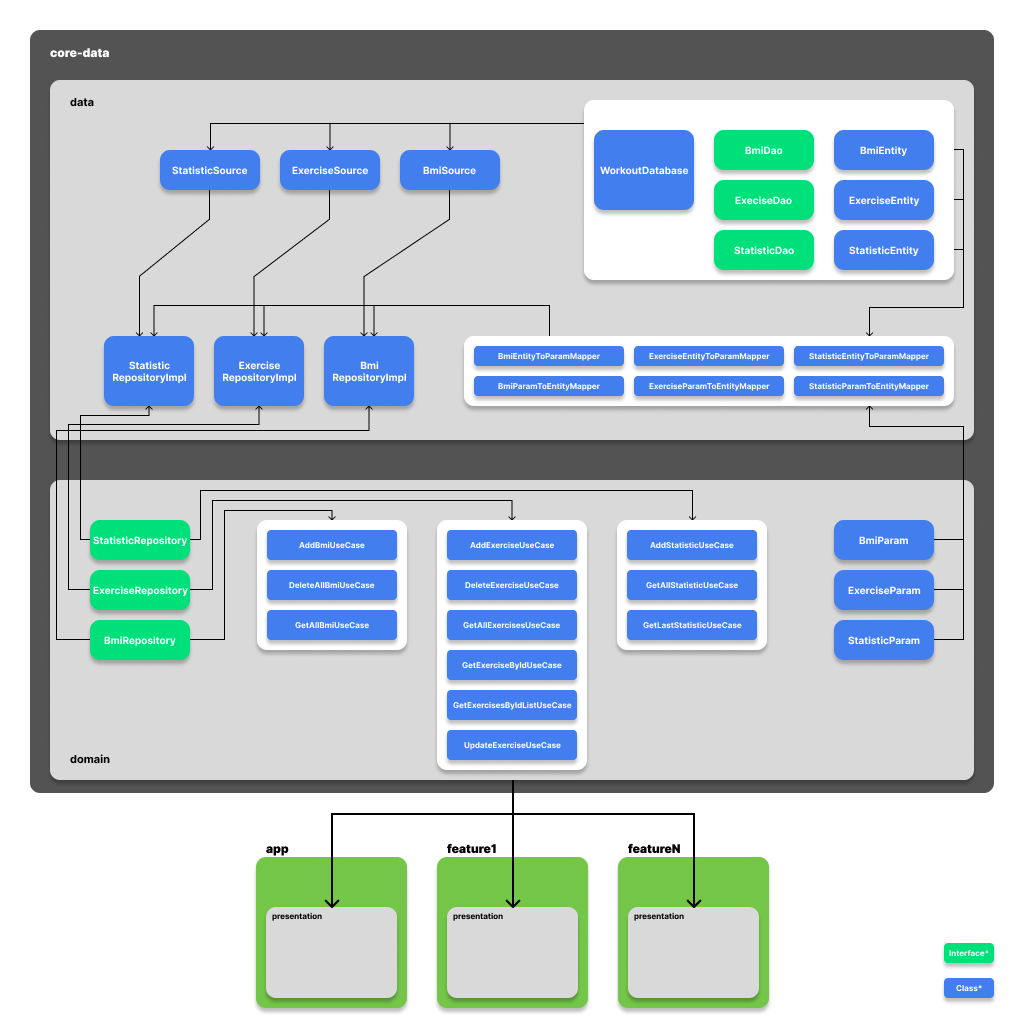 core-data
data
StatisticSource
ExerciseSource
BmiSource
WorkoutDatabase
BmiDao
BmiEntity
ExeciseDao
ExerciseEntity
StatisticDao
StatisticEntity
Statistic
RepositoryImpl
Exercise
RepositoryImpl
Bmi
RepositoryImpl
BmiEntityToParamMapper
ExerciseEntityToParamMapper
StatisticEntityToParamMapper
BmiParamToEntityMapper
ExerciseParamToEntityMapper
StatisticParamToEntityMapper
StatisticRepository
ExerciseRepository
BmiRepository
AddBmiUseCase
DeleteAllBmiUseCase
GetAllBmiUseCase
AddExerciseUseCase
DeleteExerciseUseCase
GetAllExercisesUseCase
GetExerciseByIdUseCase
GetExercisesByIdListUseCase
UpdateExerciseUseCase
AddStatisticUseCase
GetAllStatisticUseCase
GetLastStatisticUseCase
BmiParam
ExerciseParam
StatisticParam
domain
app
feature1
featureN
presentation
presentation
presentation
Interface*
Class*